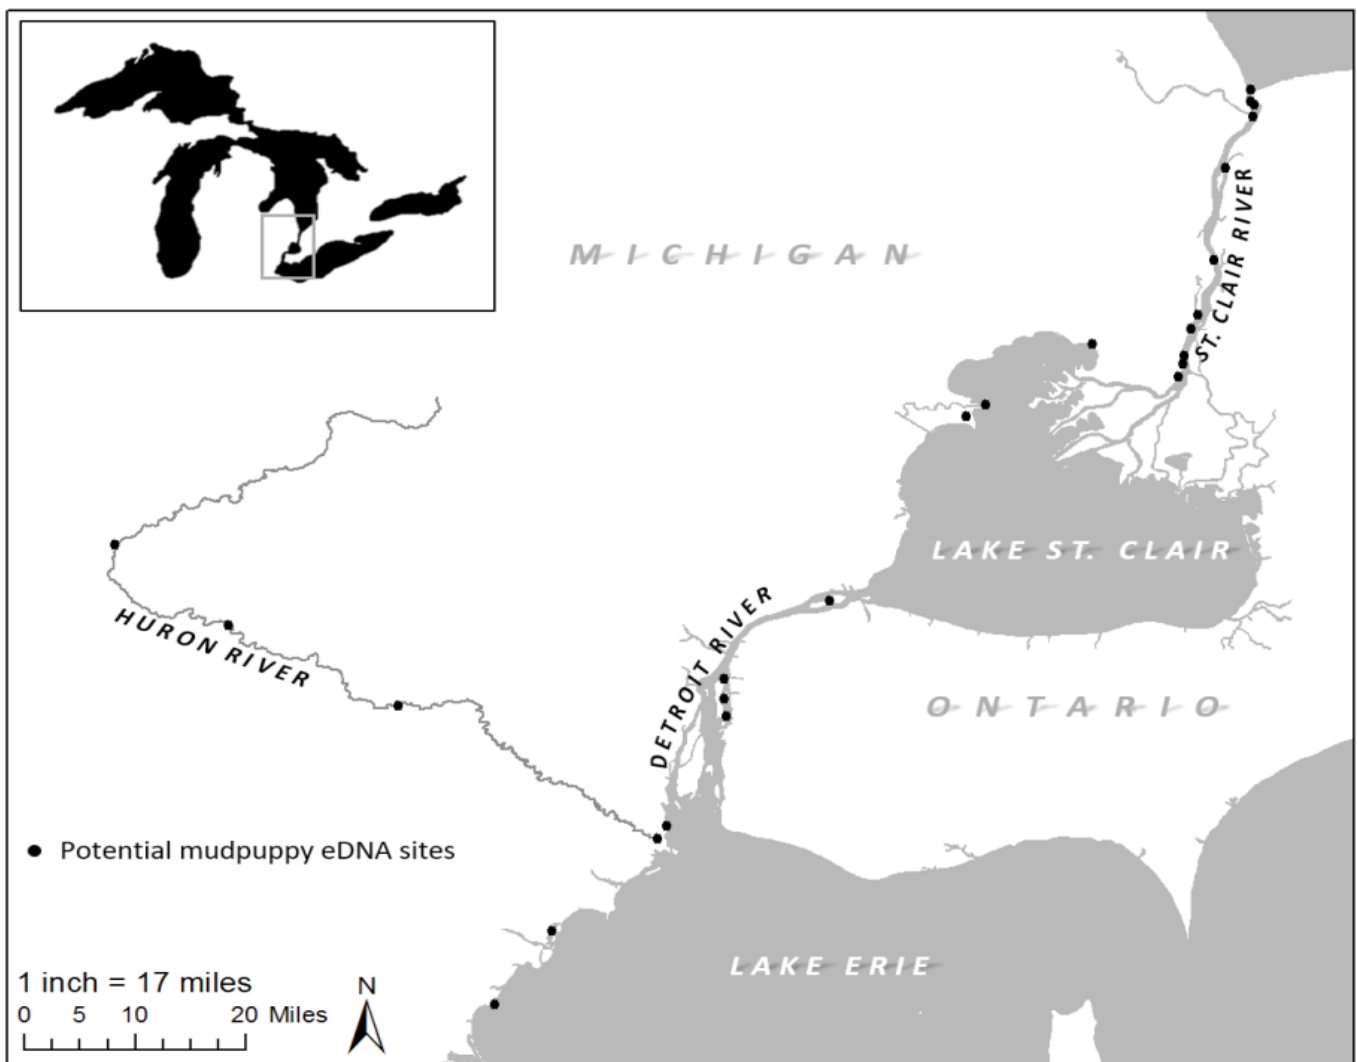 MICHIGAN
ST. CLAIR RIVER
LAKE ST. CLAIR
HURON RIVER
DETROIT RIVER
ONTARIO
Potential mudpuppy eDNA sites
LAKE ERIE
1 inch = 17 miles
N
0 5 10 20 Miles